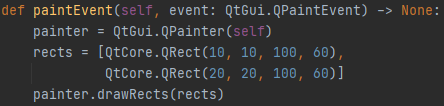 def paintEvent(self, event: QtGui.QPaintEvent) -> None:
    painter = QtGui.QPainter(self)
    rects = [QtCore.QRect(10, 10, 100, 60),
             QtCore.QRect(20, 20, 100, 60)]
    painter.drawRects(rects)